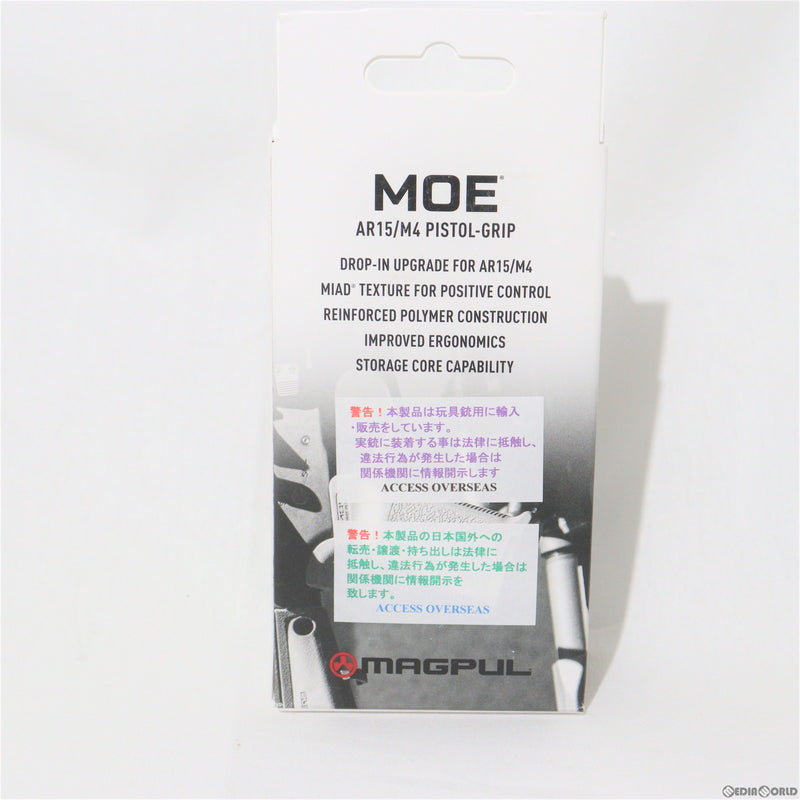 MOE®
AR15/M4 PISTOL-GRIP
DROP-IN UPGRADE FOR AR15/M4
MIAD® TEXTURE FOR POSITIVE CONTROL
REINFORCED POLYMER CONSTRUCTION
IMPROVED ERGONOMICS
STORAGE CORE CAPABILITY
警告！本製品は玩具銃用に輸入
・販売をしています。
実銃に装着する事は法律に抵触し、
違法行為が発生した場合は
関係機関に情報開示します
ACCESS OVERSEAS
警告！本製品の日本国外への
転売・譲渡・持ち出しは法律に
抵触し、違法行為が発生した場合は
関係機関に情報開示を
致します。
ACCESS OVERSEAS
MAGPUL
MEDIAWORLD